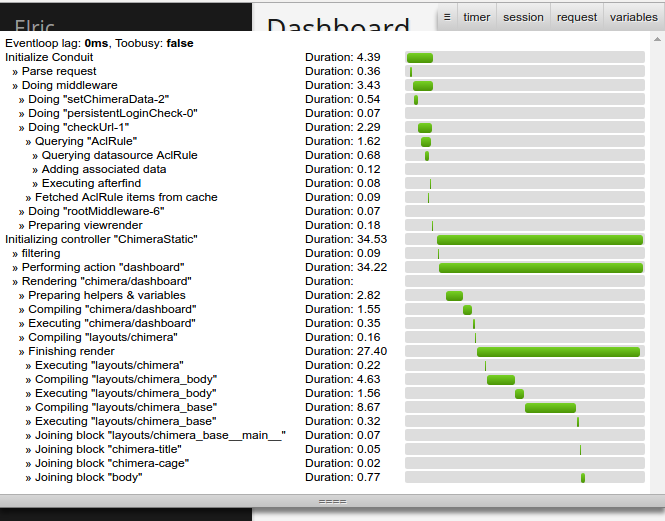 Elric
Dashboard
≡ timer session request variables
Eventloop lag: 0ms, Toobusy: false
Initialize Conduit Duration: 4.39
» Parse request Duration: 0.36
» Doing middleware Duration: 3.43
» Doing "setChimeraData-2" Duration: 0.54
» Doing "persistentLoginCheck-0" Duration: 0.07
» Doing "checkUrl-1" Duration: 2.29
» Querying "AclRule" Duration: 1.62
» Querying datasource AclRule Duration: 0.68
» Adding associated data Duration: 0.12
» Executing afterfind Duration: 0.08
» Fetched AclRule items from cache Duration: 0.09
» Doing "rootMiddleware-6" Duration: 0.07
» Preparing viewrender Duration: 0.18
Initializing controller "ChimeraStatic" Duration: 34.53
» filtering Duration: 0.09
» Performing action "dashboard" Duration: 34.22
» Rendering "chimera/dashboard" Duration:
» Preparing helpers & variables Duration: 2.82
» Compiling "chimera/dashboard" Duration: 1.55
» Executing "chimera/dashboard" Duration: 0.35
» Compiling "layouts/chimera" Duration: 0.16
» Finishing render Duration: 27.40
» Executing "layouts/chimera" Duration: 0.22
» Compiling "layouts/chimera_body" Duration: 4.63
» Executing "layouts/chimera_body" Duration: 1.56
» Compiling "layouts/chimera_base" Duration: 8.67
» Executing "layouts/chimera_base" Duration: 0.32
» Joining block "layouts/chimera_base__main__" Duration: 0.07
» Joining block "chimera-title" Duration: 0.05
» Joining block "chimera-cage" Duration: 0.02
» Joining block "body" Duration: 0.77
====